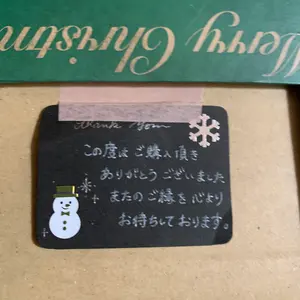 Merry Christm
Thank You
この度はご購入頂き
ありがとうございました
またのご縁を心より
お待ちしております。